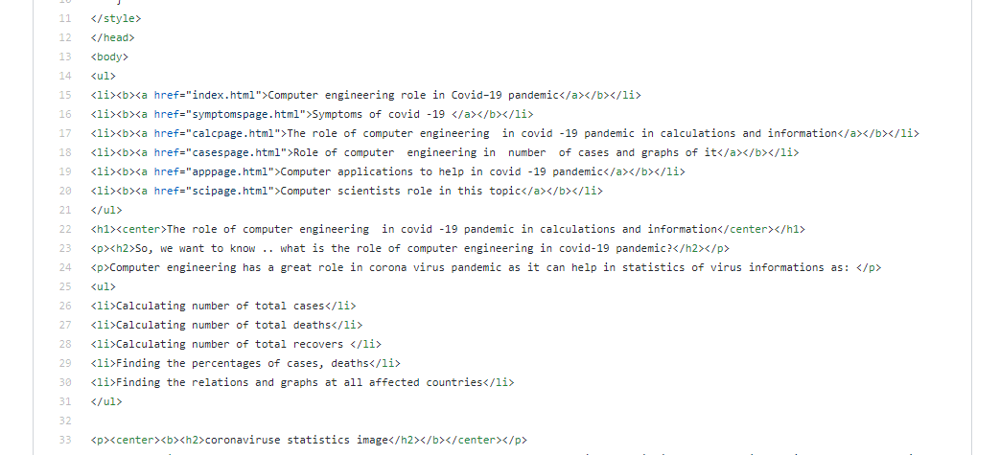 11 </style>
12 </head>
13 <body>
14 <ul>
15 <li><b><a href="index.html">Computer engineering role in Covid-19 pandemic</a></b></li>
16 <li><b><a href="symptomspage.html">Symptoms of covid -19 </a></b></li>
17 <li><b><a href="calcpage.html">The role of computer engineering  in covid -19 pandemic in calculations and information</a></b></li>
18 <li><b><a href="casespage.html">Role of computer  engineering in  number  of cases and graphs of it</a></b></li>
19 <li><b><a href="apppage.html">Computer applications to help in covid -19 pandemic</a></b></li>
20 <li><b><a href="scipage.html">Computer scientists role in this topic</a></b></li>
21 </ul>
22 <h1><center>The role of computer engineering  in covid -19 pandemic in calculations and information</center></h1>
23 <p><h2>So, we want to know .. what is the role of computer engineering in covid-19 pandemic?</h2></p>
24 <p>Computer engineering has a great role in corona virus pandemic as it can help in statistics of virus informations as: </p>
25 <ul>
26 <li>Calculating number of total cases</li>
27 <li>Calculating number of total deaths</li>
28 <li>Calculating number of total recovers </li>
29 <li>Finding the percentages of cases, deaths</li>
30 <li>Finding the relations and graphs at all affected countries</li>
31 </ul>
32
33 <p><center><b><h2>coronaviruse statistics image</h2></b></center></p>